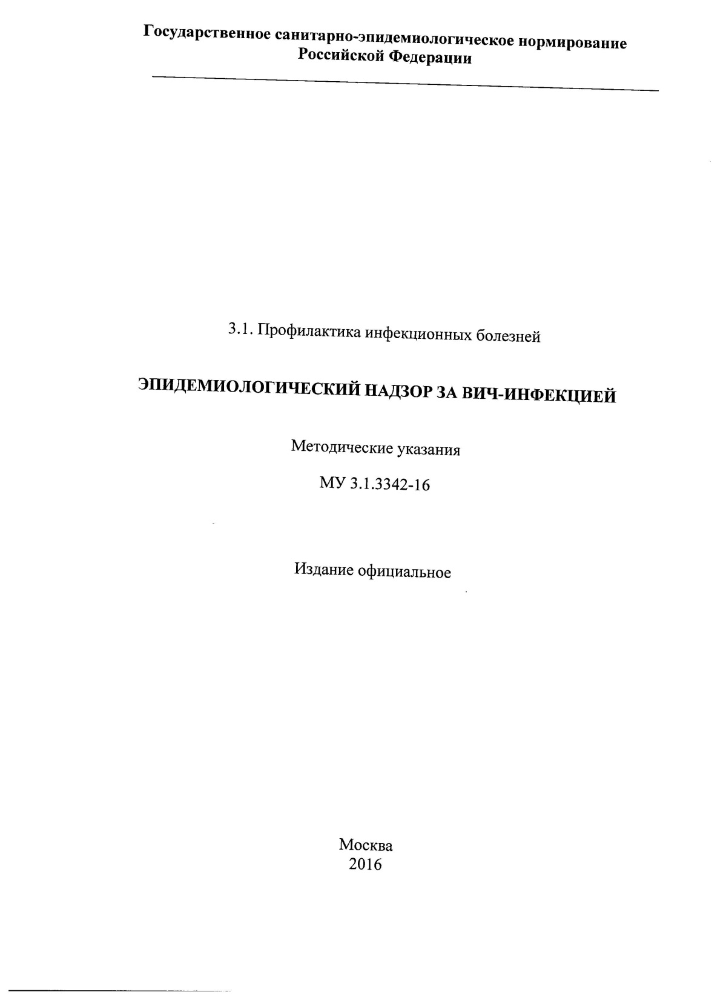 Государственное санитарно-эпидемиологическое нормирование
Российской Федерации
3.1. Профилактика инфекционных болезней
ЭПИДЕМИОЛОГИЧЕСКИЙ НАДЗОР ЗА ВИЧ-ИНФЕКЦИЕЙ
Методические указания
МУ 3.1.3342-16
Издание официальное
Москва
2016